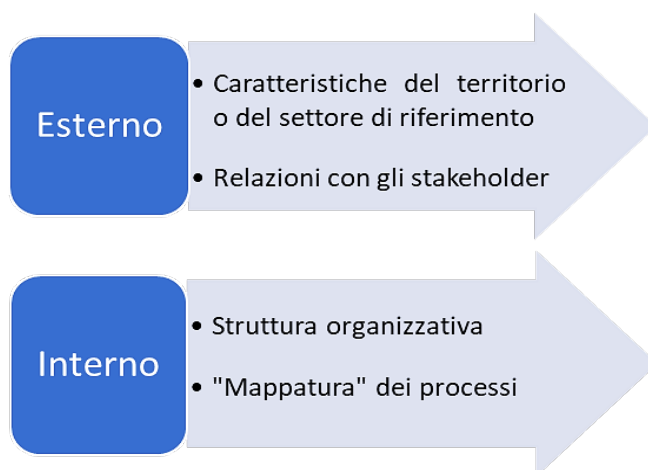 Esterno
• Caratteristiche del territorio
o del settore di riferimento
• Relazioni con gli stakeholder
Interno
• Struttura organizzativa
• "Mappatura" dei processi